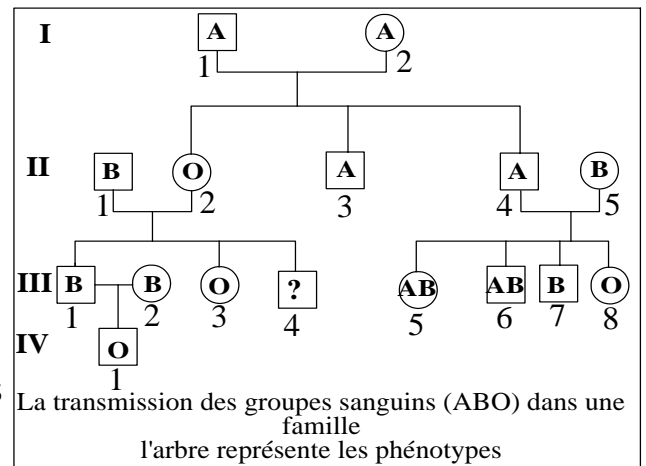 I
A
A
1
2
II
B
O
A
A
B
1
2
3
4
5
III
B
B
O
?
AB
AB
B
O
1
2
3
4
5
6
7
8
IV
O
1
La transmission des groupes sanguins (ABO) dans une
famille
l'arbre représente les phénotypes